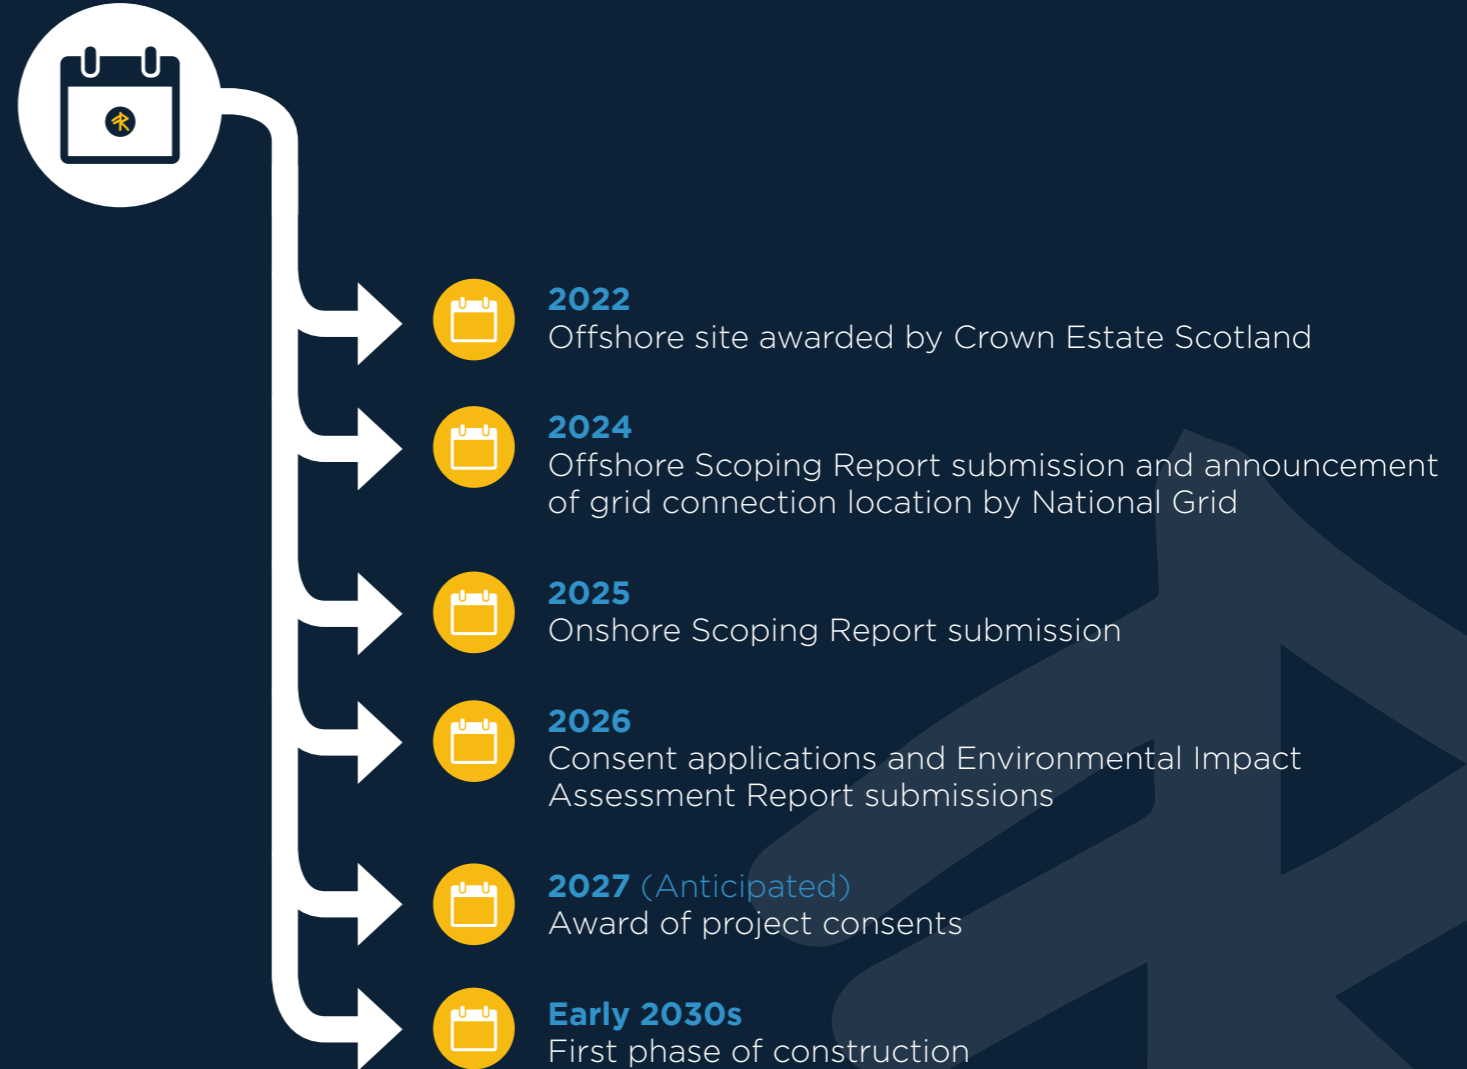 2022
Offshore site awarded by Crown Estate Scotland
2024
Offshore Scoping Report submission and announcement
of grid connection location by National Grid
2025
Onshore Scoping Report submission
2026
Consent applications and Environmental Impact
Assessment Report submissions
2027 (Anticipated)
Award of project consents
Early 2030s
First phase of construction